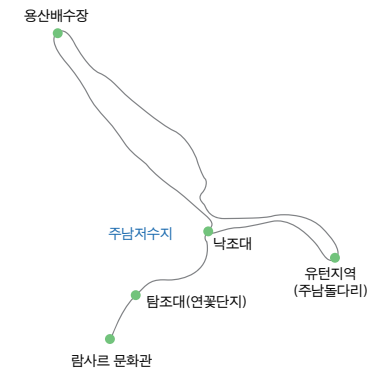 용산배수장
주남저수지
낙조대
유턴지역
(주남돌다리)
탐조대(연꽃단지)
람사르 문화관